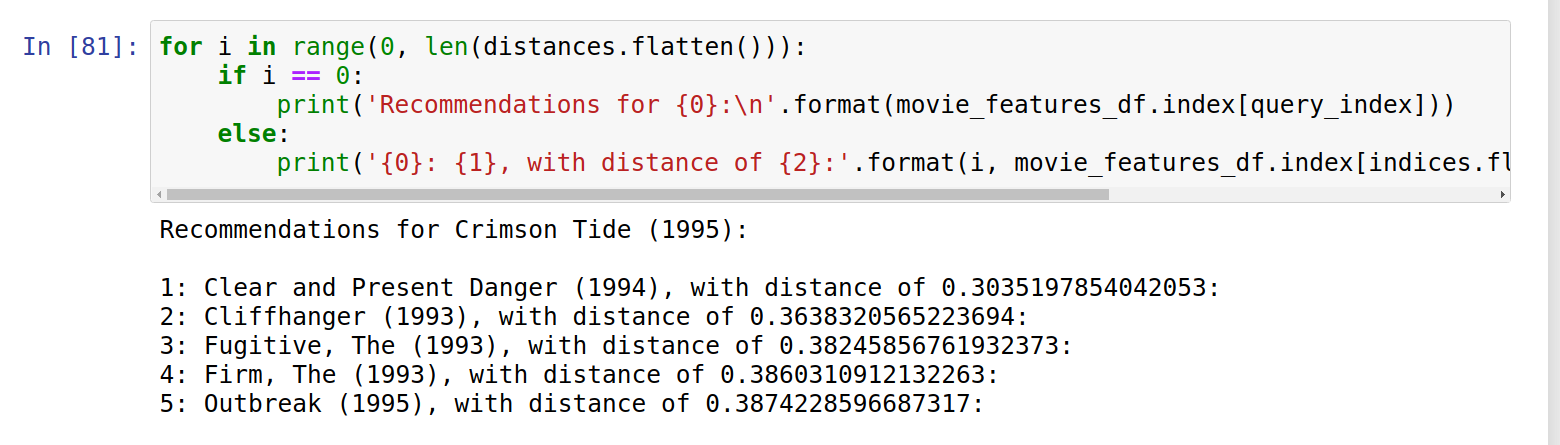 In [81]: for i in range(0, len(distances.flatten())):
    if i == 0:
        print('Recommendations for {0}:\n'.format(movie_features_df.index[query_index]))
    else:
        print('{0}: {1}, with distance of {2}:'.format(i, movie_features_df.index[indices.fl
Recommendations for Crimson Tide (1995):
1: Clear and Present Danger (1994), with distance of 0.3035197854042053:
2: Cliffhanger (1993), with distance of 0.3638320565223694:
3: Fugitive, The (1993), with distance of 0.38245856761932373:
4: Firm, The (1993), with distance of 0.3860310912132263:
5: Outbreak (1995), with distance of 0.3874228596687317: